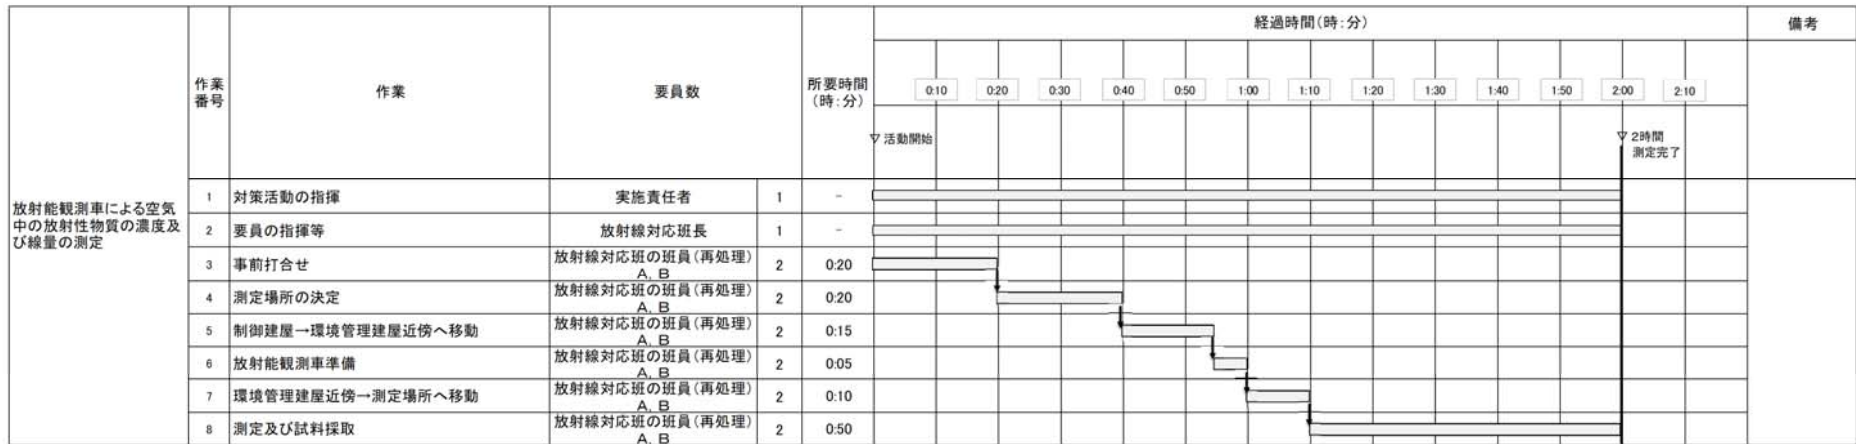 経過時間(時:分)
備考
作業
番号
作業
要員数
所要時間
(時:分)
0:10
0:20
0:30
0:40
0:50
1:00
1:10
1:20
1:30
1:40
1:50
2:00
2:10
▽活動開始
▽2時間
測定完了
放射能観測車による空気
中の放射性物質の濃度及
び線量の測定
1 対策活動の指揮 実施責任者 1 -
2 要員の指揮等 放射線対応班長 1 -
3 事前打合せ 放射線対応班の班員(再処理)
A, B 2 0:20
4 測定場所の決定 放射線対応班の班員(再処理)
A, B 2 0:20
5 制御建屋→環境管理建屋近傍へ移動 放射線対応班の班員(再処理)
A, B 2 0:15
6 放射能観測車準備 放射線対応班の班員(再処理)
A, B 2 0:05
7 環境管理建屋近傍→測定場所へ移動 放射線対応班の班員(再処理)
A, B 2 0:10
8 測定及び試料採取 放射線対応班の班員(再処理)
A, B 2 0:50